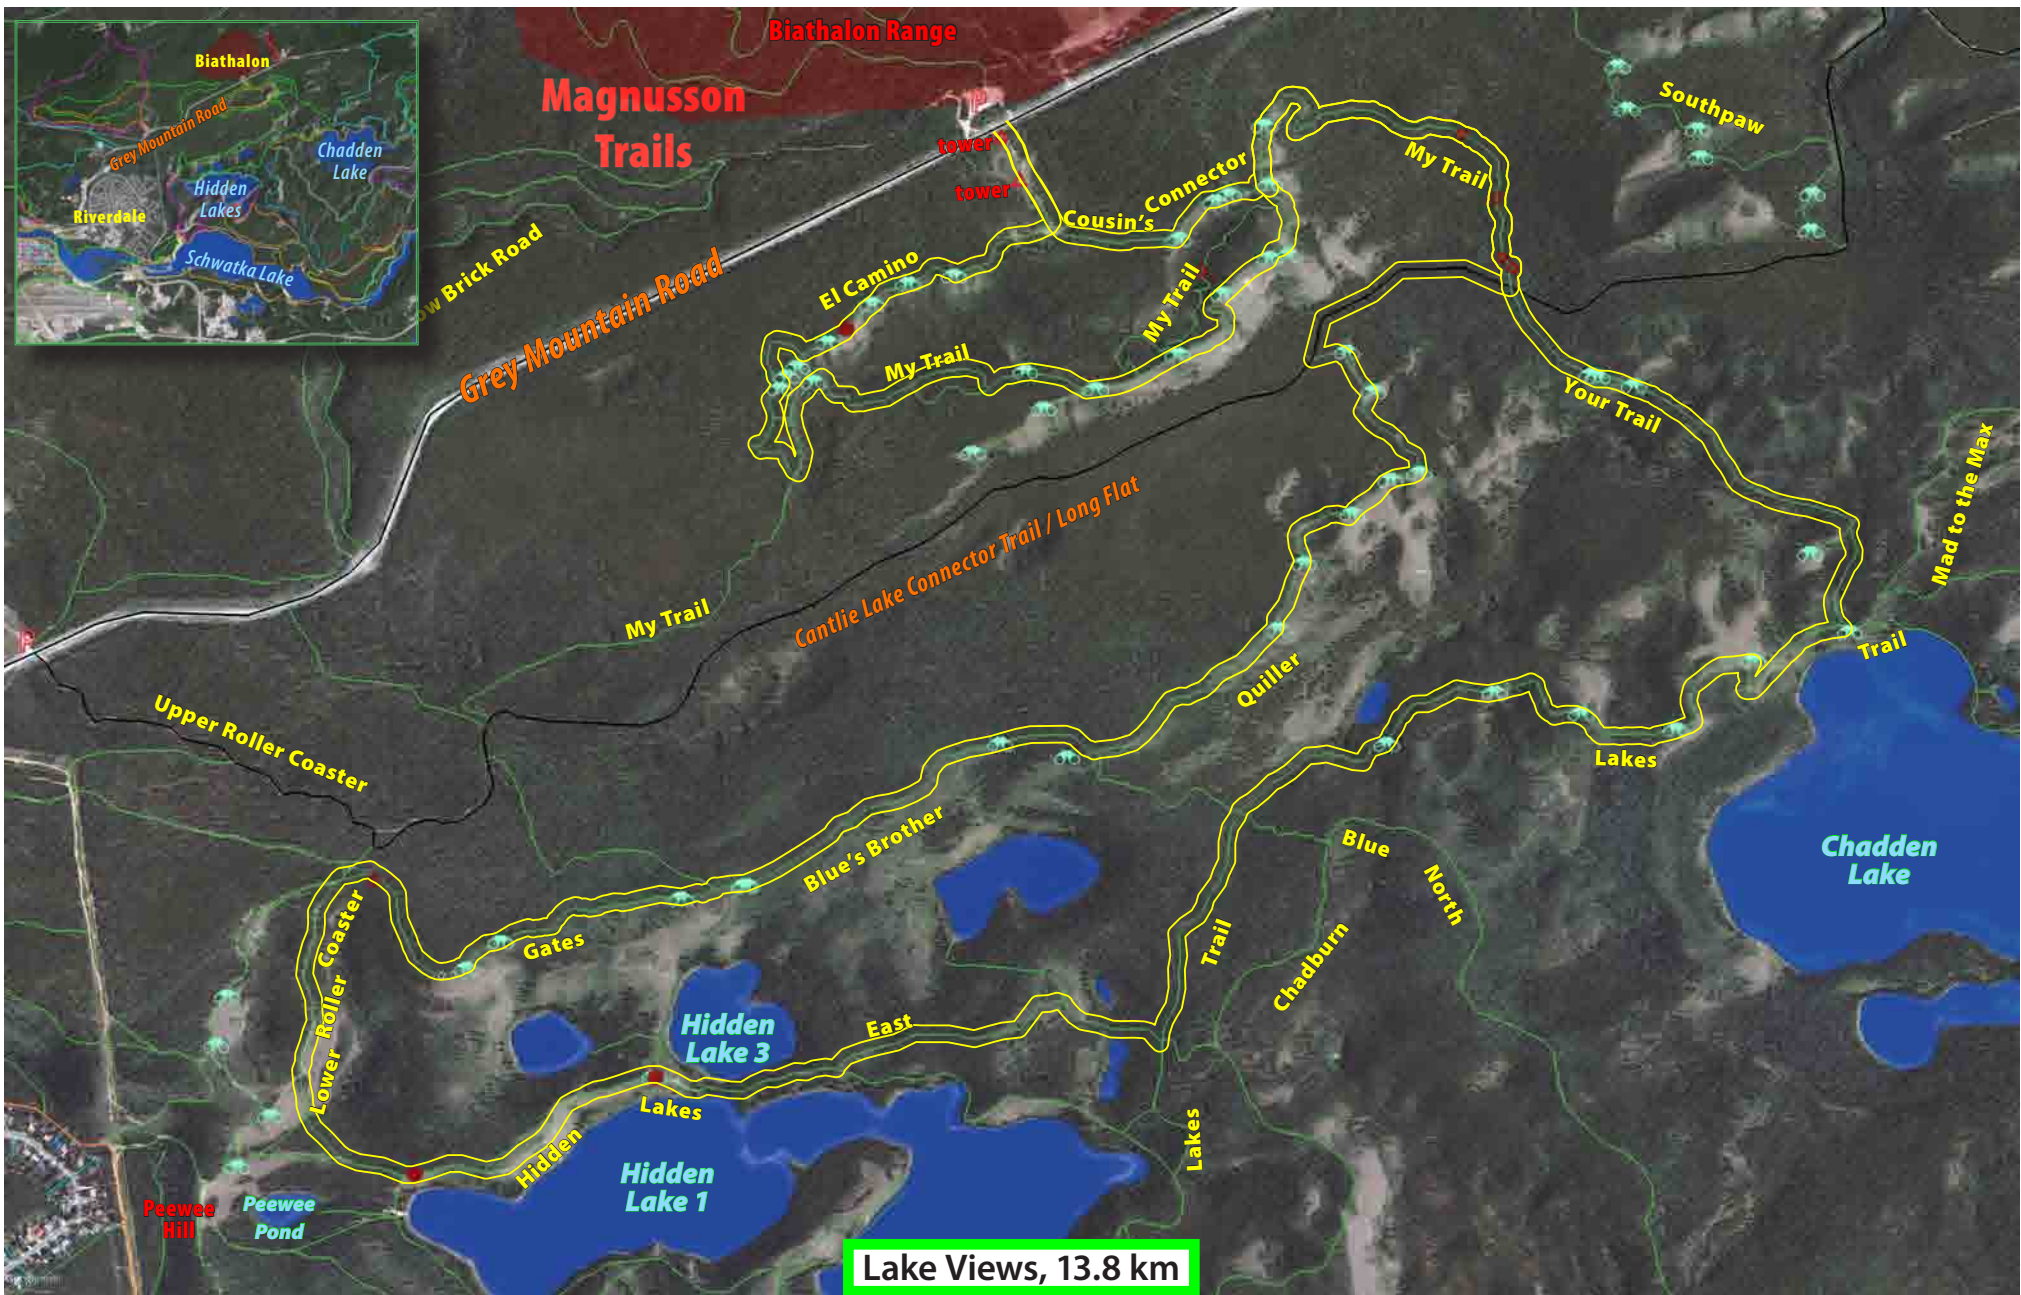 Biathalon
Grey Mountain Road
Chadden
Lake
Hidden
Lakes
Riverdale
Schwatka Lake
Biathalon Range
Magnusson
Trails
P
tower
tower
Southpaw
Cousin's
Connector
My Trail
Brick Road
Grey Mountain Road
El Camino
My Trail
My Trail
Your Trail
Mad to the Max
Cantlie Lake Connector Trail / Long Flat
My Trail
P
Trail
Quiller
Upper Roller Coaster
Lakes
Blue's Brother
Blue
North
Chadden
Lake
Gates
Trail
Chadburn
Lower Roller Coaster
Hidden
Lake 3
East
Lakes
Hidden
Lakes
Hidden
Lake 1
Peewee
Hill
Peewee
Pond
Lake Views, 13.8 km